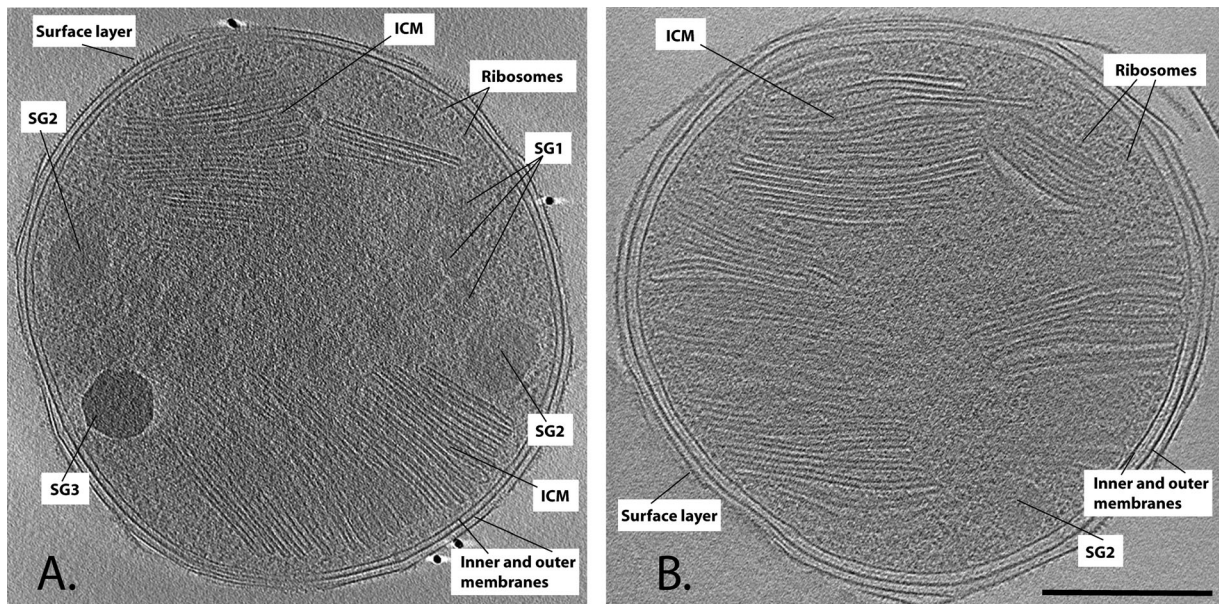 Surface layer
ICM
Ribosomes
SG2
SG1
SG2
SG3
ICM
Inner and outer
membranes
A.
ICM
Ribosomes
Surface layer
Inner and outer
membranes
SG2
B.